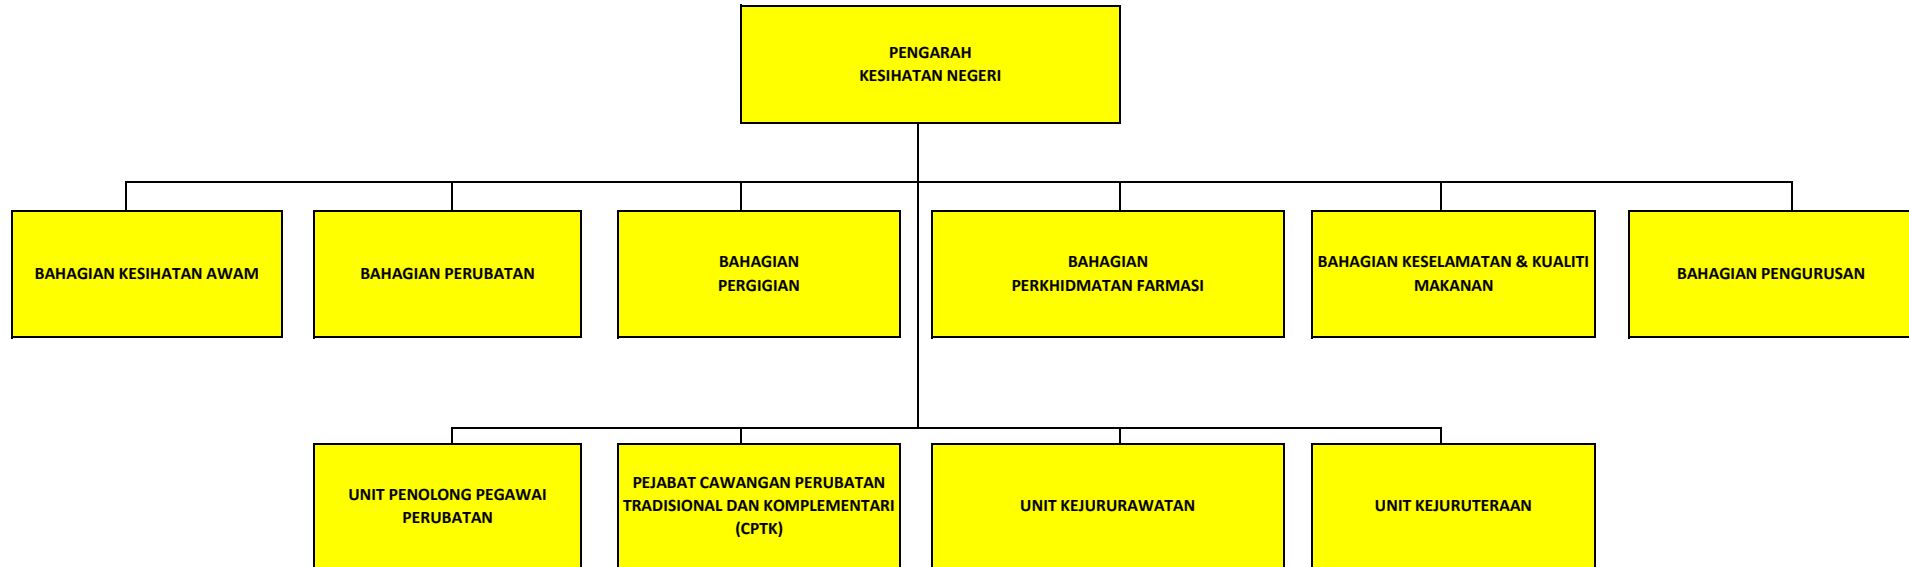 PENGARAH
KESIHATAN NEGERI
BAHAGIAN KESIHATAN AWAM
BAHAGIAN PERUBATAN
BAHAGIAN
PERGIGIAN
BAHAGIAN
PERKHIDMATAN FARMASI
BAHAGIAN KESELAMATAN & KUALITI
MAKANAN
BAHAGIAN PENGURUSAN
UNIT PENOLONG PEGAWAI
PERUBATAN
PEJABAT CAWANGAN PERUBATAN
TRADISIONAL DAN KOMPLEMENTARI
(CPTK)
UNIT KEJURURAWATAN
UNIT KEJURUTERAAN